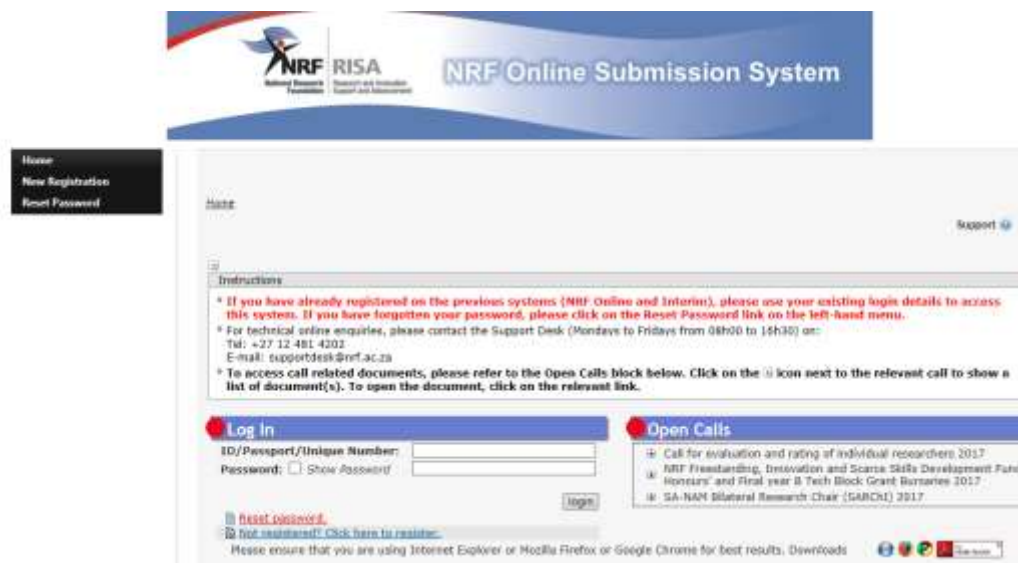 NRF RISA
National Research Foundation
Research and Innovation Support and Advancement
NRF Online Submission System
Home
New Registration
Reset Password
Home
Support
Instructions
If you have already registered on the previous systems (NRF Online and Interim), please use your existing login details to access
this system. If you have forgotten your password, please click on the Reset Password link on the left-hand menu.
For technical online enquiries, please contact the Support Desk (Mondays to Fridays from 08h00 to 16h30) on:
Tel: +27 12 481 4202
E-mail: supportdesk@nrf.ac.za
To access call related documents, please refer to the Open Calls block below. Click on the icon next to the relevant call to show a
list of document(s). To open the document, click on the relevant link.
Log In
ID/Passport/Unique Number:
Password: Show Password
login
Reset password.
Not registered? Click here to register.
Open Calls
Call for evaluation and rating of individual researchers 2017
NRF Freestanding, Innovation and Scarce Skills Development Fund
Honours' and Final year B Tech Block Grant Bursaries 2017
SA-NAM Bilateral Research Chair (SARChI) 2017
Please ensure that you are using Internet Explorer or Mozilla Firefox or Google Chrome for best results. Downloads